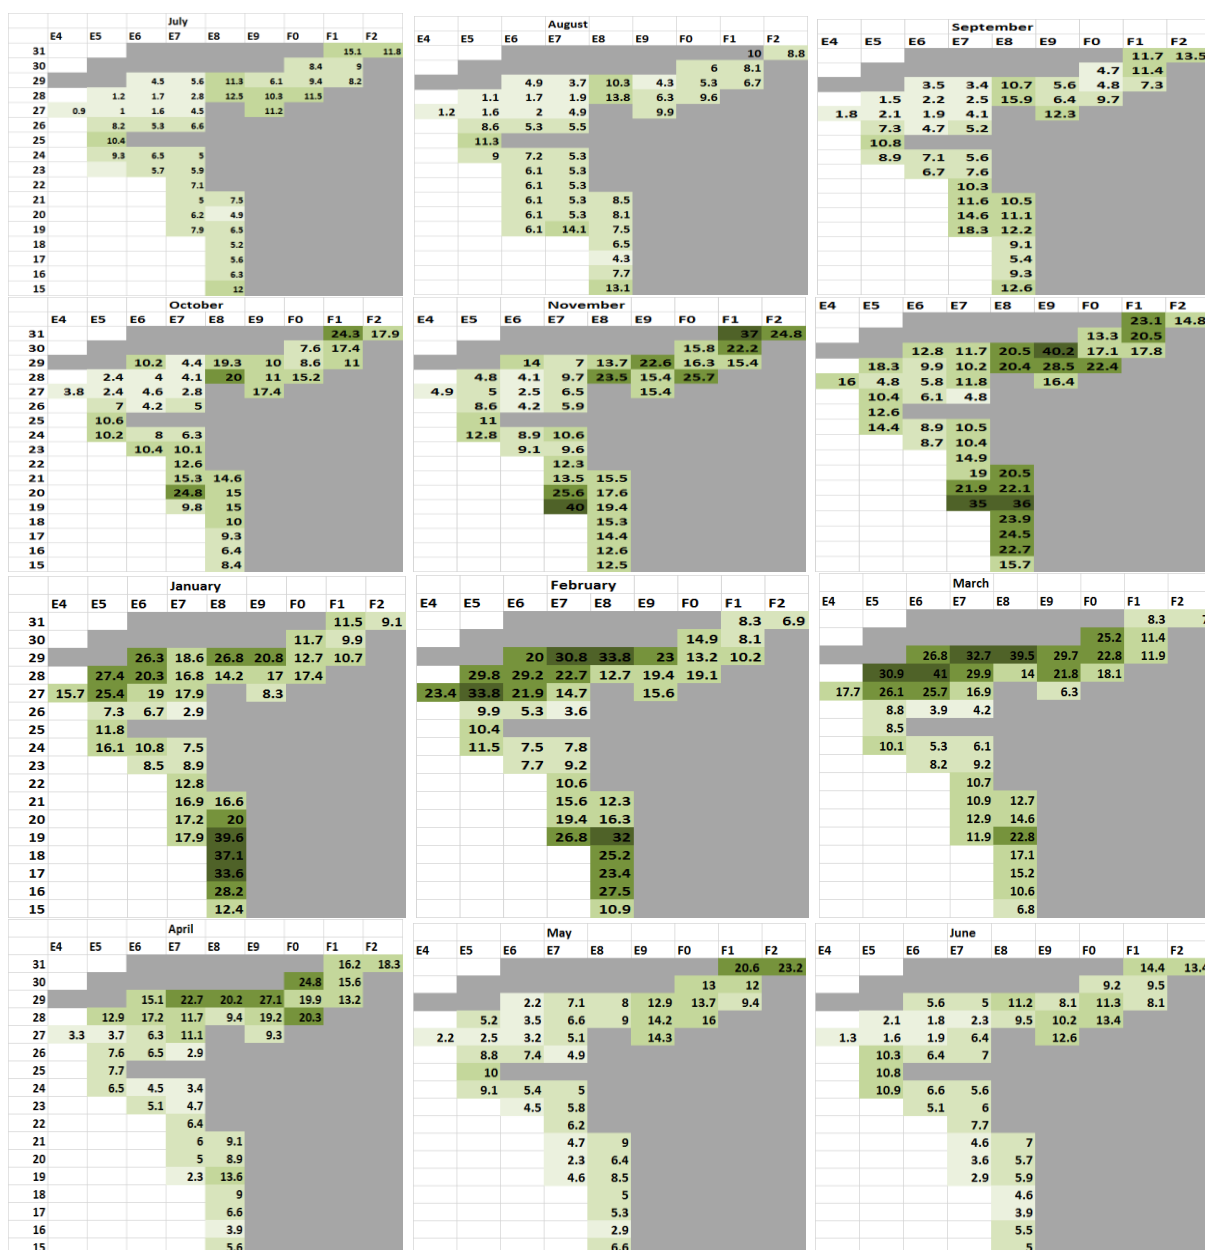 July
E4 E5 E6 E7 E8 E9 F0 F1 F2
31 15.1 11.8
30 8.4 9
29 4.5 5.6 11.3 6.1 9.4 8.2
28 1.2 1.7 2.8 12.5 10.3 11.5
27 0.9 1 1.6 4.5 11.2
26 8.2 5.3 6.6
25 10.4
24 9.3 6.5 5
23 5.7 5.9
22 7.1
21 5 7.5
20 6.2 4.9
19 7.9 6.5
18 5.2
17 5.6
16 6.3
15 12
August
E4 E5 E6 E7 E8 E9 F0 F1 F2
10 8.8
6 8.1
4.9 3.7 10.3 4.3 5.3 6.7
1.1 1.7 1.9 13.8 6.3 9.6
1.2 1.6 2 4.9 9.9
8.6 5.3 5.5
11.3
9 7.2 5.3
6.1 5.3
6.1 5.3
6.1 5.3 8.5
6.1 5.3 8.1
6.1 14.1 7.5
6.5
4.3
7.7
13.1
September
E4 E5 E6 E7 E8 E9 F0 F1 F2
11.7 13.5
4.7 11.4
3.5 3.4 10.7 5.6 4.8 7.3
1.5 2.2 2.5 15.9 6.4 9.7
1.8 2.1 1.9 4.1 12.3
7.3 4.7 5.2
10.8
8.9 7.1 5.6
6.7 7.6
10.3
11.6 10.5
14.6 11.1
18.3 12.2
9.1
5.4
9.3
12.6
October
E4 E5 E6 E7 E8 E9 F0 F1 F2
31 24.3 17.9
30 7.6 17.4
29 10.2 4.4 19.3 10 8.6 11
28 2.4 4 4.1 20 11 15.2
27 3.8 2.4 4.6 2.8 17.4
26 7 4.2 5
25 10.6
24 10.2 8 6.3
23 10.4 10.1
22 12.6
21 15.3 14.6
20 24.8 15
19 9.8 15
18 10
17 9.3
16 6.4
15 8.4
November
E4 E5 E6 E7 E8 E9 F0 F1 F2
37 24.8
15.8 22.2
14 7 13.7 22.6 16.3 15.4
4.8 4.1 9.7 23.5 15.4 25.7
4.9 5 2.5 6.5 15.4
8.6 4.2 5.9
11
12.8 8.9 10.6
9.1 9.6
12.3
13.5 15.5
25.6 17.6
40 19.4
15.3
14.4
12.6
12.5
E4 E5 E6 E7 E8 E9 F0 F1 F2
23.1 14.8
13.3 20.5
12.8 11.7 20.5 40.2 17.1 17.8
18.3 9.9 10.2 20.4 28.5 22.4
16 4.8 5.8 11.8 16.4
10.4 6.1 4.8
12.6
14.4 8.9 10.5
8.7 10.4
14.9
19 20.5
21.9 22.1
35 36
23.9
24.5
22.7
15.7
January
E4 E5 E6 E7 E8 E9 F0 F1 F2
31 11.5 9.1
30 11.7 9.9
29 26.3 18.6 26.8 20.8 12.7 10.7
28 27.4 20.3 16.8 14.2 17 17.4
27 15.7 25.4 19 17.9 8.3
26 7.3 6.7 2.9
25 11.8
24 16.1 10.8 7.5
23 8.5 8.9
22 12.8
21 16.9 16.6
20 17.2 20
19 17.9 39.6
18 37.1
17 33.6
16 28.2
15 12.4
February
E4 E5 E6 E7 E8 E9 F0 F1 F2
8.3 6.9
14.9 8.1
20 30.8 33.8 23 13.2 10.2
29.8 29.2 22.7 12.7 19.4 19.1
23.4 33.8 21.9 14.7 15.6
9.9 5.3 3.6
10.4
11.5 7.5 7.8
7.7 9.2
10.6
15.6 12.3
19.4 16.3
26.8 32
25.2
23.4
27.5
10.9
March
E4 E5 E6 E7 E8 E9 F0 F1 F2
8.3 7
25.2 11.4
26.8 32.7 39.5 29.7 22.8 11.9
30.9 41 29.9 14 21.8 18.1
17.7 26.1 25.7 16.9 6.3
8.8 3.9 4.2
8.5
10.1 5.3 6.1
8.2 9.2
10.7
10.9 12.7
12.9 14.6
11.9 22.8
17.1
15.2
10.6
6.8
April
E4 E5 E6 E7 E8 E9 F0 F1 F2
31 16.2 18.3
30 24.8 15.6
29 15.1 22.7 20.2 27.1 19.9 13.2
28 12.9 17.2 11.7 9.4 19.2 20.3
27 3.3 3.7 6.3 11.1 9.3
26 7.6 6.5 2.9
25 7.7
24 6.5 4.5 3.4
23 5.1 4.7
22 6.4
21 6 9.1
20 5 8.9
19 2.3 13.6
18 9
17 6.6
16 3.9
15 5.6
May
E4 E5 E6 E7 E8 E9 F0 F1 F2
20.6 23.2
13 12
2.2 7.1 8 12.9 13.7 9.4
5.2 3.5 6.6 9 14.2 16
2.2 2.5 3.2 5.1 14.3
8.8 7.4 4.9
10
9.1 5.4 5
4.5 5.8
6.2
4.7 9
2.3 6.4
4.6 8.5
5
5.3
2.9
6.6
June
E4 E5 E6 E7 E8 E9 F0 F1 F2
14.4 13.4
9.2 9.5
5.6 5 11.2 8.1 11.3 8.1
2.1 1.8 2.3 9.5 10.2 13.4
1.3 1.6 1.9 6.4 12.6
10.3 6.4 7
10.8
10.9 6.6 5.6
5.1 6
7.7
4.6 7
3.6 5.7
2.9 5.9
4.6
3.9
5.5
5